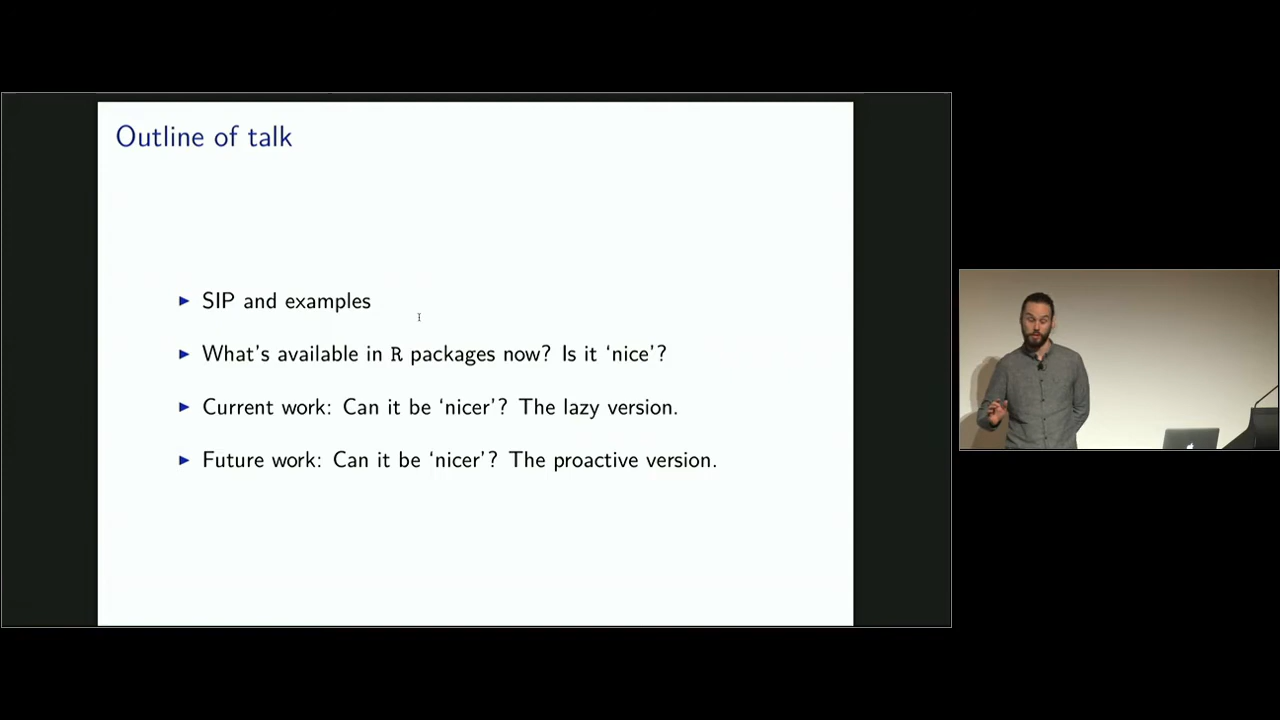 Outline of talk
► SIP and examples
► What's available in R packages now? Is it ‘nice’?
► Current work: Can it be ‘nicer’? The lazy version.
► Future work: Can it be ‘nicer’? The proactive version.